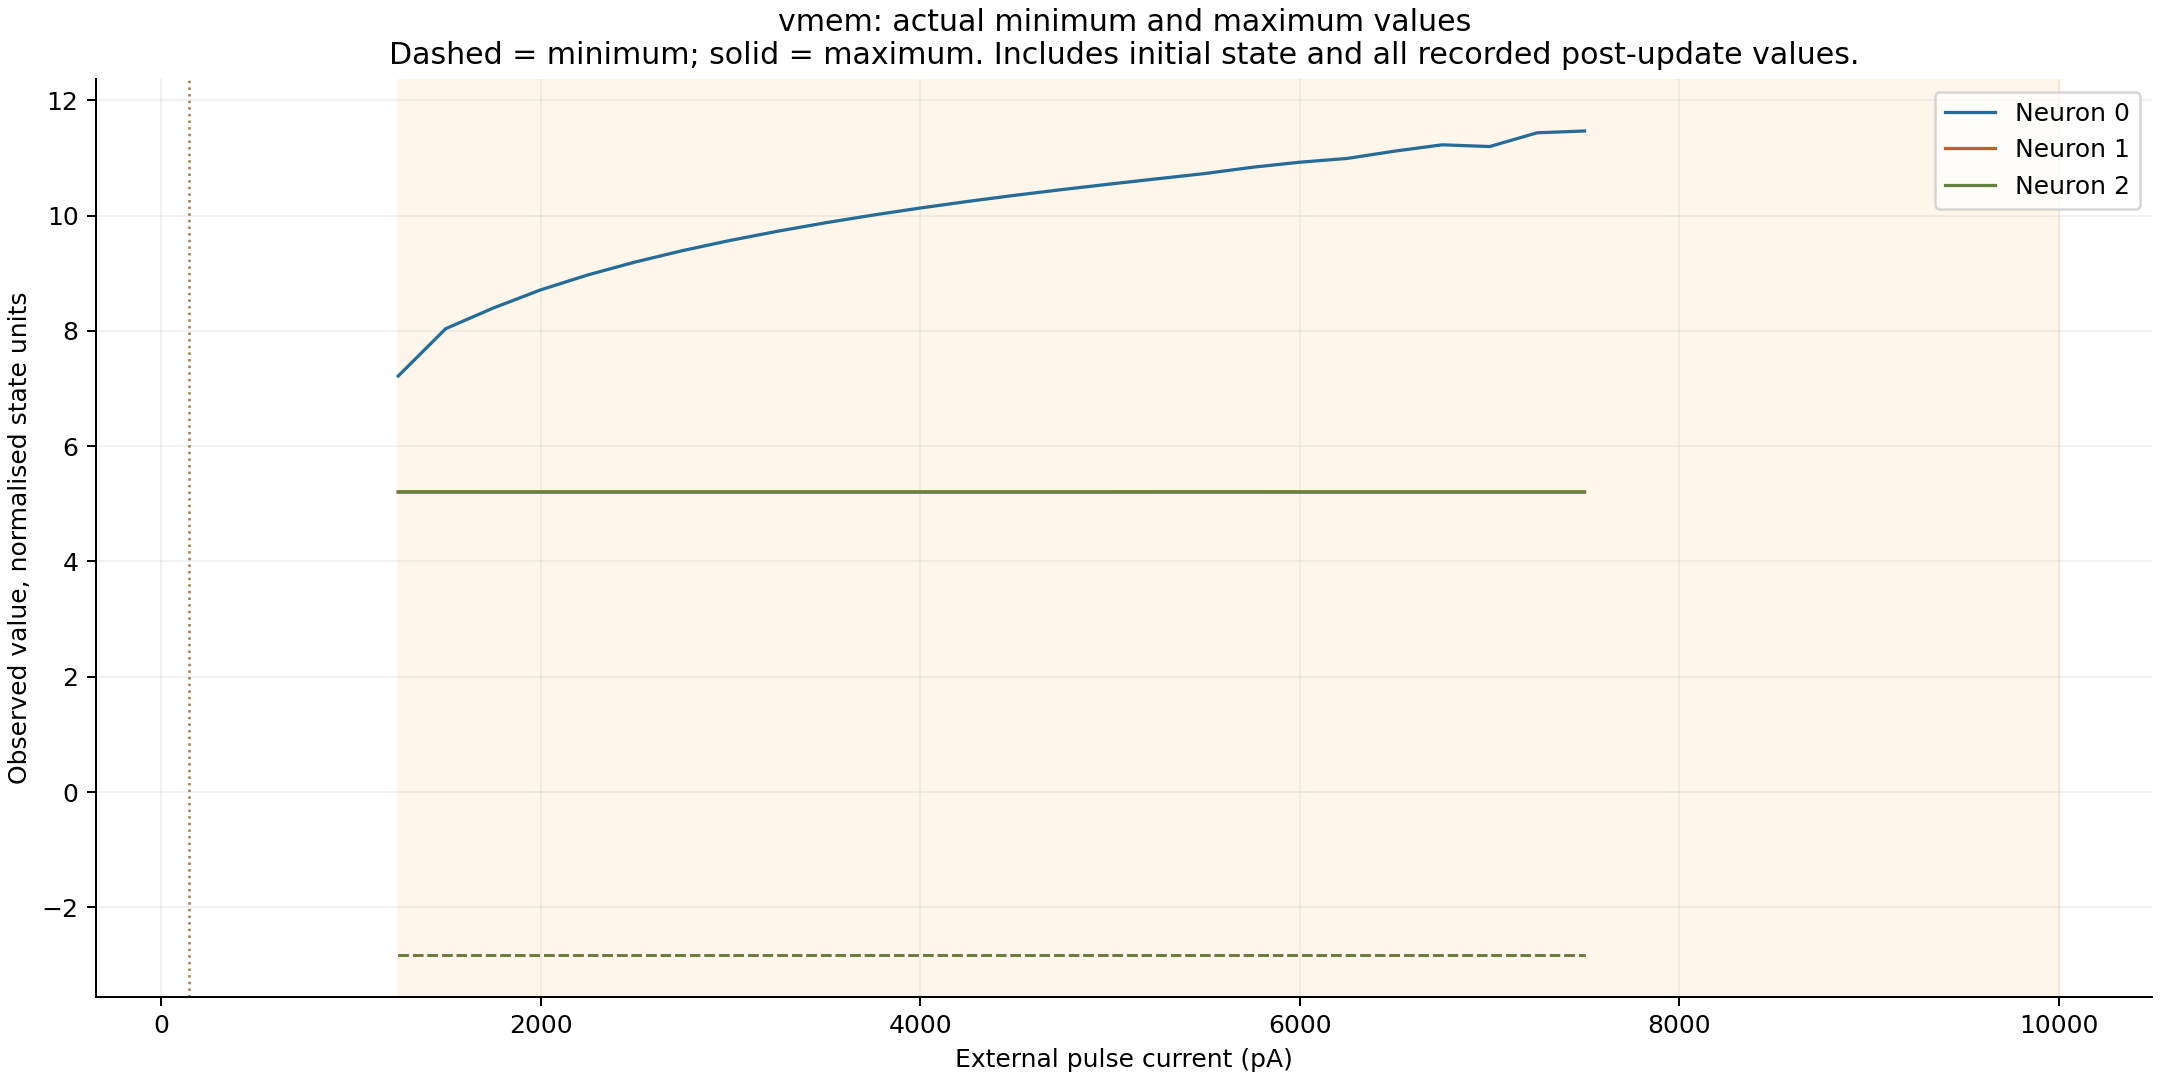 vmem: actual minimum and maximum values
Dashed = minimum; solid = maximum. Includes initial state and all recorded post-update values.
Observed value, normalised state units
12
10
8
6
4
2
0
−2
Neuron 0
Neuron 1
Neuron 2
0
2000
4000
6000
8000
10000
External pulse current (pA)